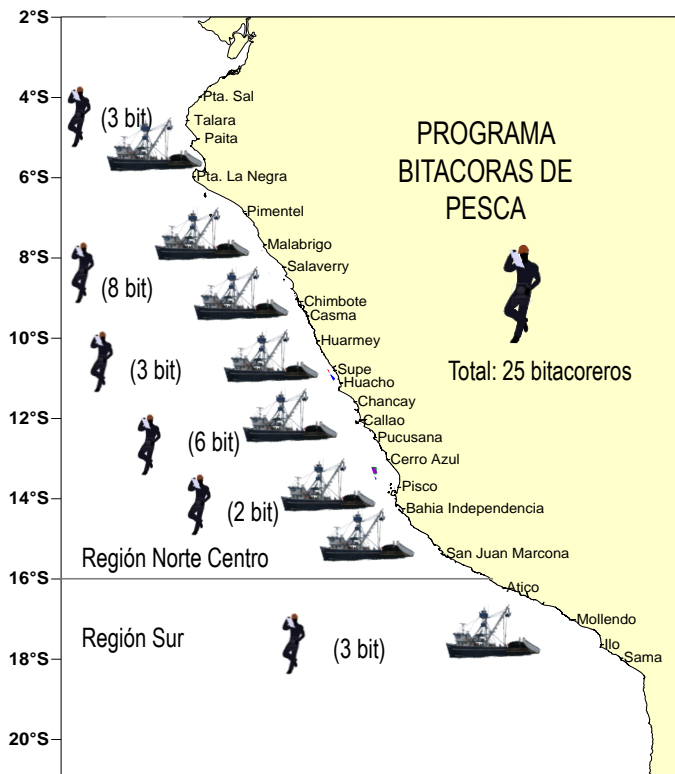 2°S
4°S
6°S
8°S
10°S
12°S
14°S
16°S
18°S
20°S
PROGRAMA
BITACORAS DE
PESCA
Total: 25 bitacoreros
(3 bit)
(8 bit)
(3 bit)
(6 bit)
(2 bit)
Región Norte Centro
Región Sur
(3 bit)
Pta. Sal
Talara
Paita
Pta. La Negra
Pimentel
Malabrigo
Salaverry
Chimbote
Casma
Huarmey
Supe
Huacho
Chancay
Callao
Pucusana
Cerro Azul
Pisco
Bahia Independencia
San Juan Marcona
Atico
Mollendo
Ilo
Sama